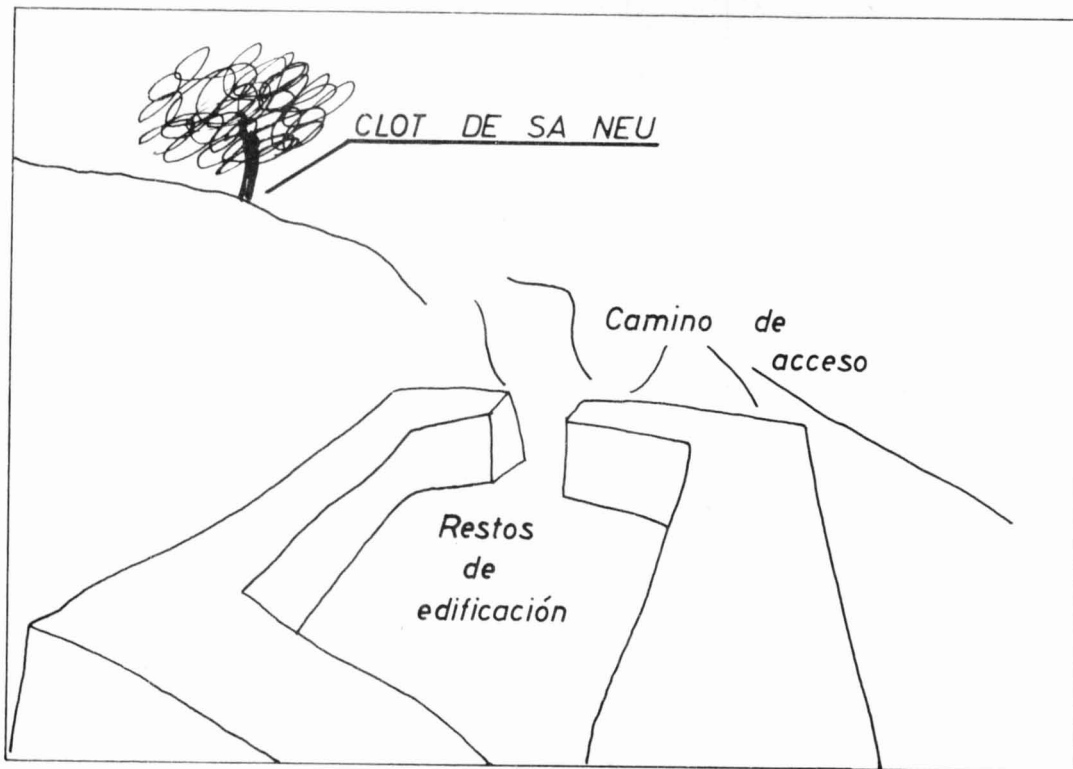 CLOT DE SA NEU
Camino de
acceso
Restos
de
edificación